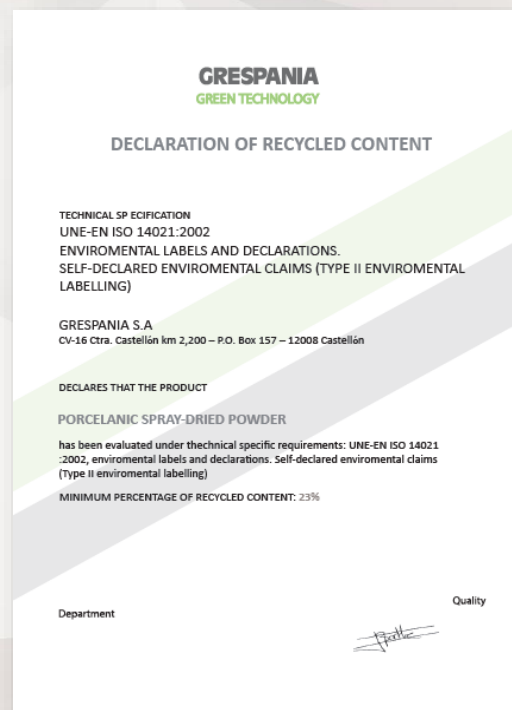 GRESPANIA
GREEN TECHNOLOGY
DECLARATION OF RECYCLED CONTENT
TECHNICAL SP ECIFICATION
UNE-EN ISO 14021:2002
ENVIROMENTAL LABELS AND DECLARATIONS.
SELF-DECLARED ENVIROMENTAL CLAIMS (TYPE II ENVIROMENTAL
LABELLING)
GRESPANIA S.A
CV-16 Ctra. Castellón km 2,200 – P.O. Box 157 – 12008 Castellón
DECLARES THAT THE PRODUCT
PORCELANIC SPRAY-DRIED POWDER
has been evaluated under thechnical specific requirements: UNE-EN ISO 14021
:2002, enviromental labels and declarations. Self-declared enviromental claims
(Type II enviromental labelling)
MINIMUM PERCENTAGE OF RECYCLED CONTENT: 23%
Quality
Department